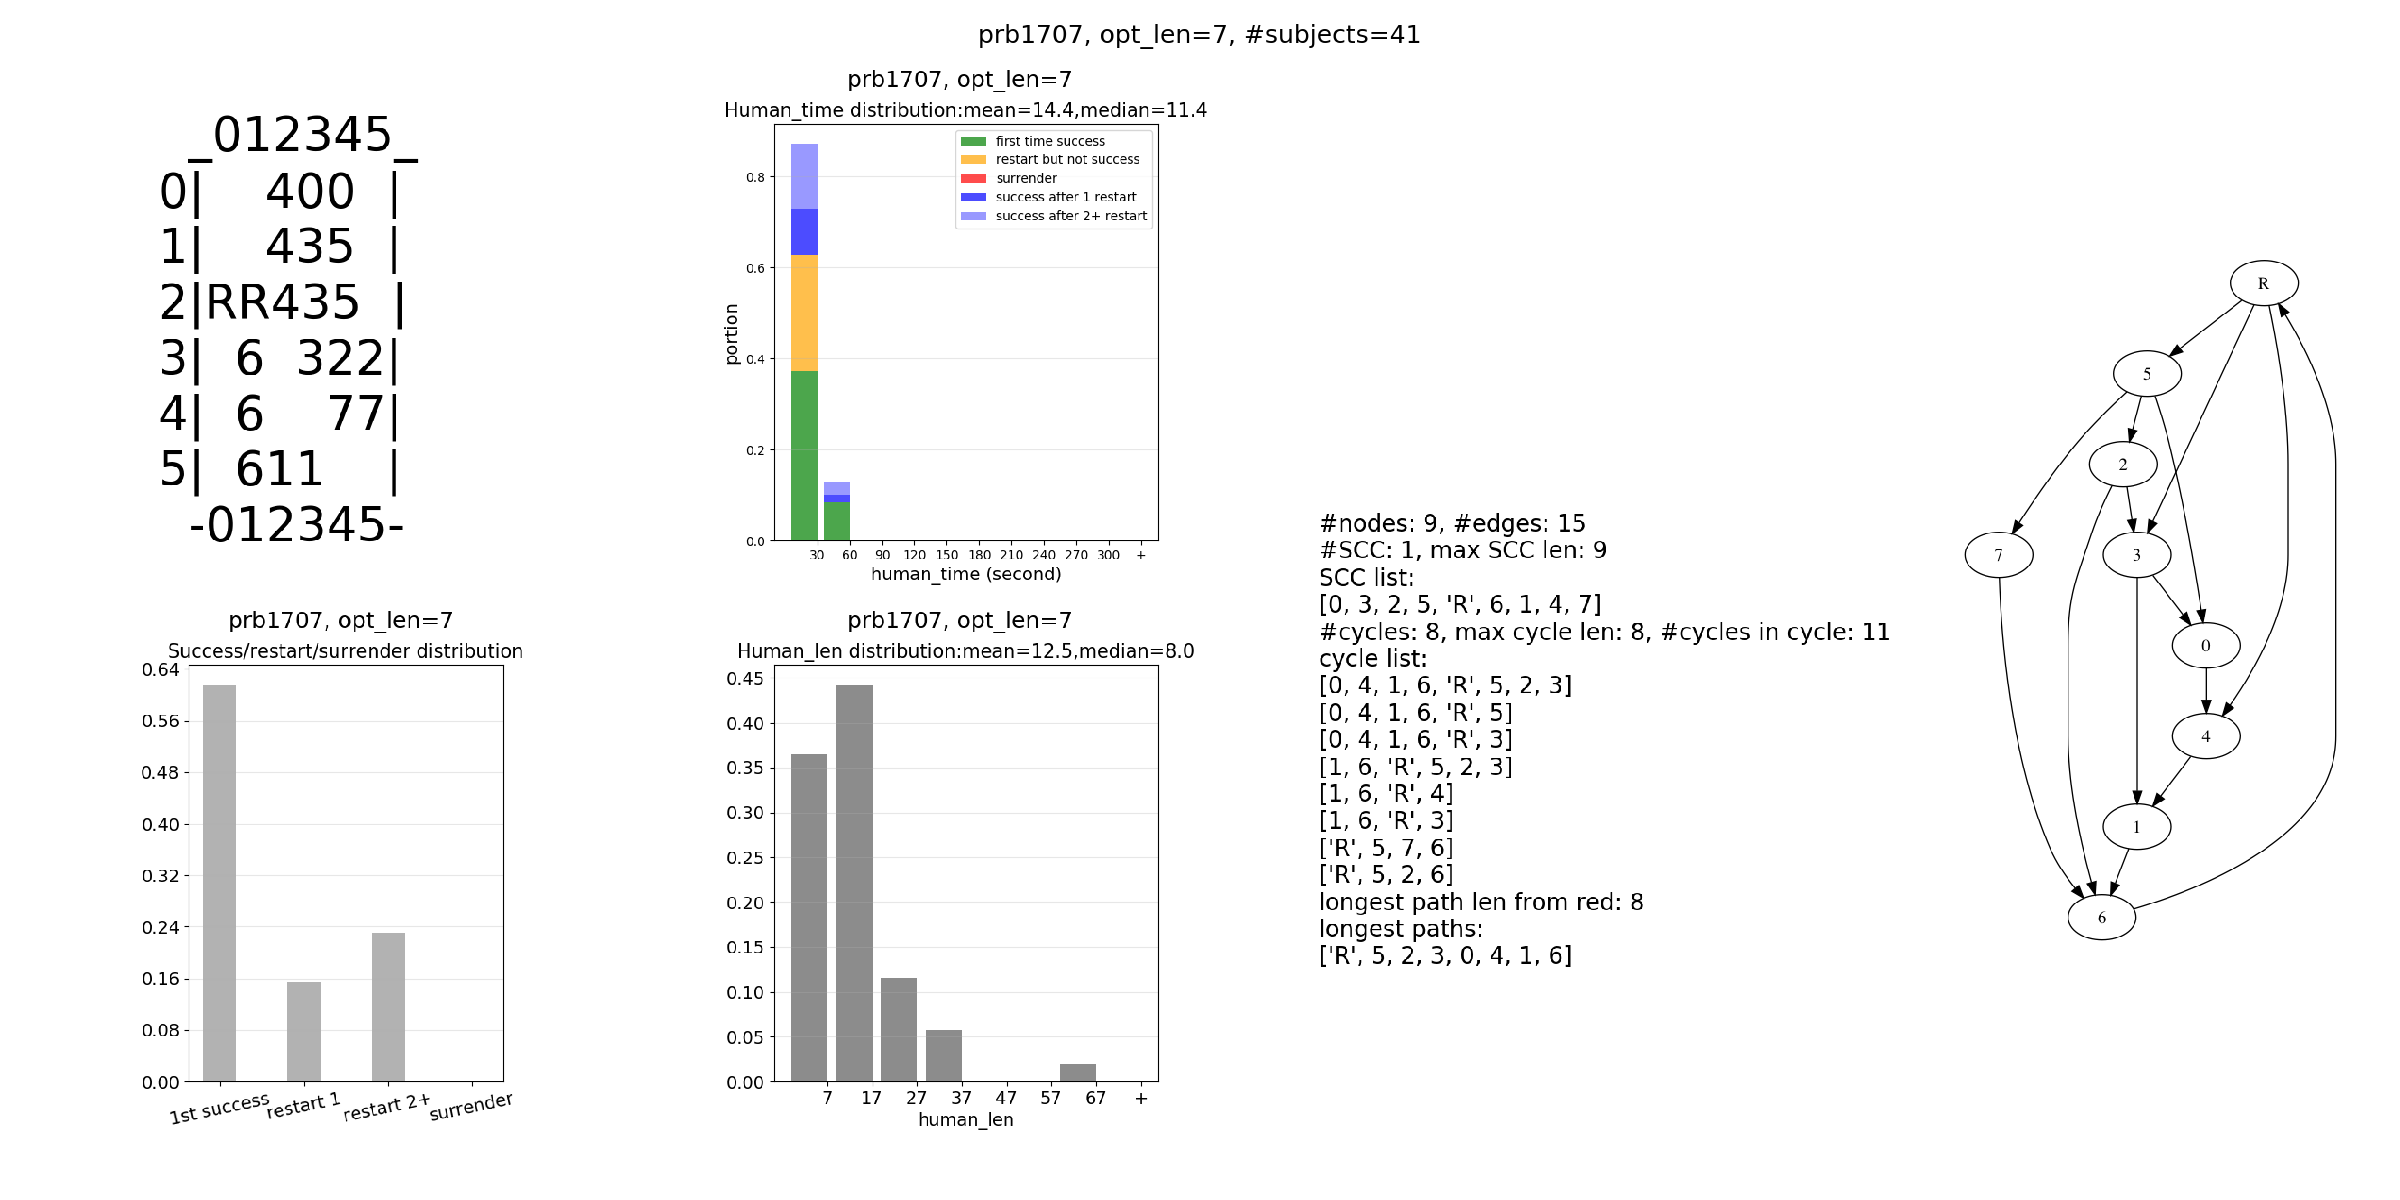 prb1707, opt_len=7, #subjects=41
_012345_
0|  400  |
1|  435  |
2|RR435  |
3| 6  322|
4| 6    77|
5| 611    |
-012345-
prb1707, opt_len=7
Human_time distribution:mean=14.4,median=11.4
portion
0.8
0.6
0.4
0.2
0.0
first time success
restart but not success
surrender
success after 1 restart
success after 2+ restart
30 60 90 120 150 180 210 240 270 300 +
human_time (second)
prb1707, opt_len=7
Success/restart/surrender distribution
0.64
0.56
0.48
0.40
0.32
0.24
0.16
0.08
0.00
1st success restart 1 restart 2+ surrender
prb1707, opt_len=7
Human_len distribution:mean=12.5,median=8.0
0.45
0.40
0.35
0.30
0.25
0.20
0.15
0.10
0.05
0.00
7 17 27 37 47 57 67 +
human_len
#nodes: 9, #edges: 15
#SCC: 1, max SCC len: 9
SCC list:
[0, 3, 2, 5, 'R', 6, 1, 4, 7]
#cycles: 8, max cycle len: 8, #cycles in cycle: 11
cycle list:
[0, 4, 1, 6, 'R', 5, 2, 3]
[0, 4, 1, 6, 'R', 5]
[0, 4, 1, 6, 'R', 3]
[1, 6, 'R', 5, 2, 3]
[1, 6, 'R', 4]
[1, 6, 'R', 3]
['R', 5, 7, 6]
['R', 5, 2, 6]
longest path len from red: 8
longest paths:
['R', 5, 2, 3, 0, 4, 1, 6]
R
5
2
7
3
0
4
1
6